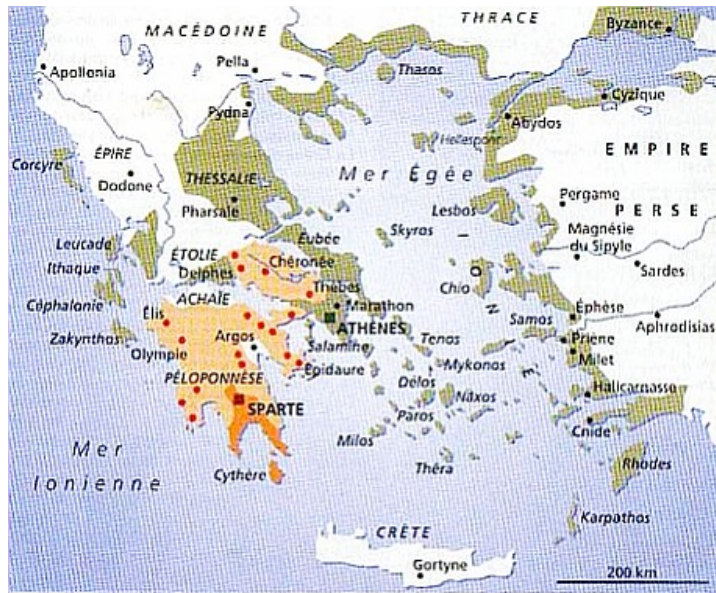 THRACE
Byzance
MACÉDOINE
Pella
Apollonia
Thasos
Cyzique
Pydna
Abydos
Hellespont
Corcyre
ÉPIRE
EMPIRE
Dodone
THESSALIE
Mer Égée
Pergame
PERSE
Pharsale
Lesbos
Skyros
Magnésie
du Sipyle
Leucade
ÉTOLIE
Eubée
Chéronée
Ithaque
Delphes
Sardes
Thèbes
Chio
IONIE
Céphalonie
ACHAÏE
Marathon
Élis
ATHÈNES
Samos
Éphèse
Aphrodisias
Zakynthos
Argos
Salamine
Tenos
Priène
Olympie
Milet
Épidaure
Mykonos
PÉLOPONNÈSE
Délos
Halicarnasse
SPARTE
Paros
Naxos
Cnide
Mer
Ionienne
Milos
Théra
Rhodes
Cythère
Karpathos
CRÈTE
Gortyne
200 km